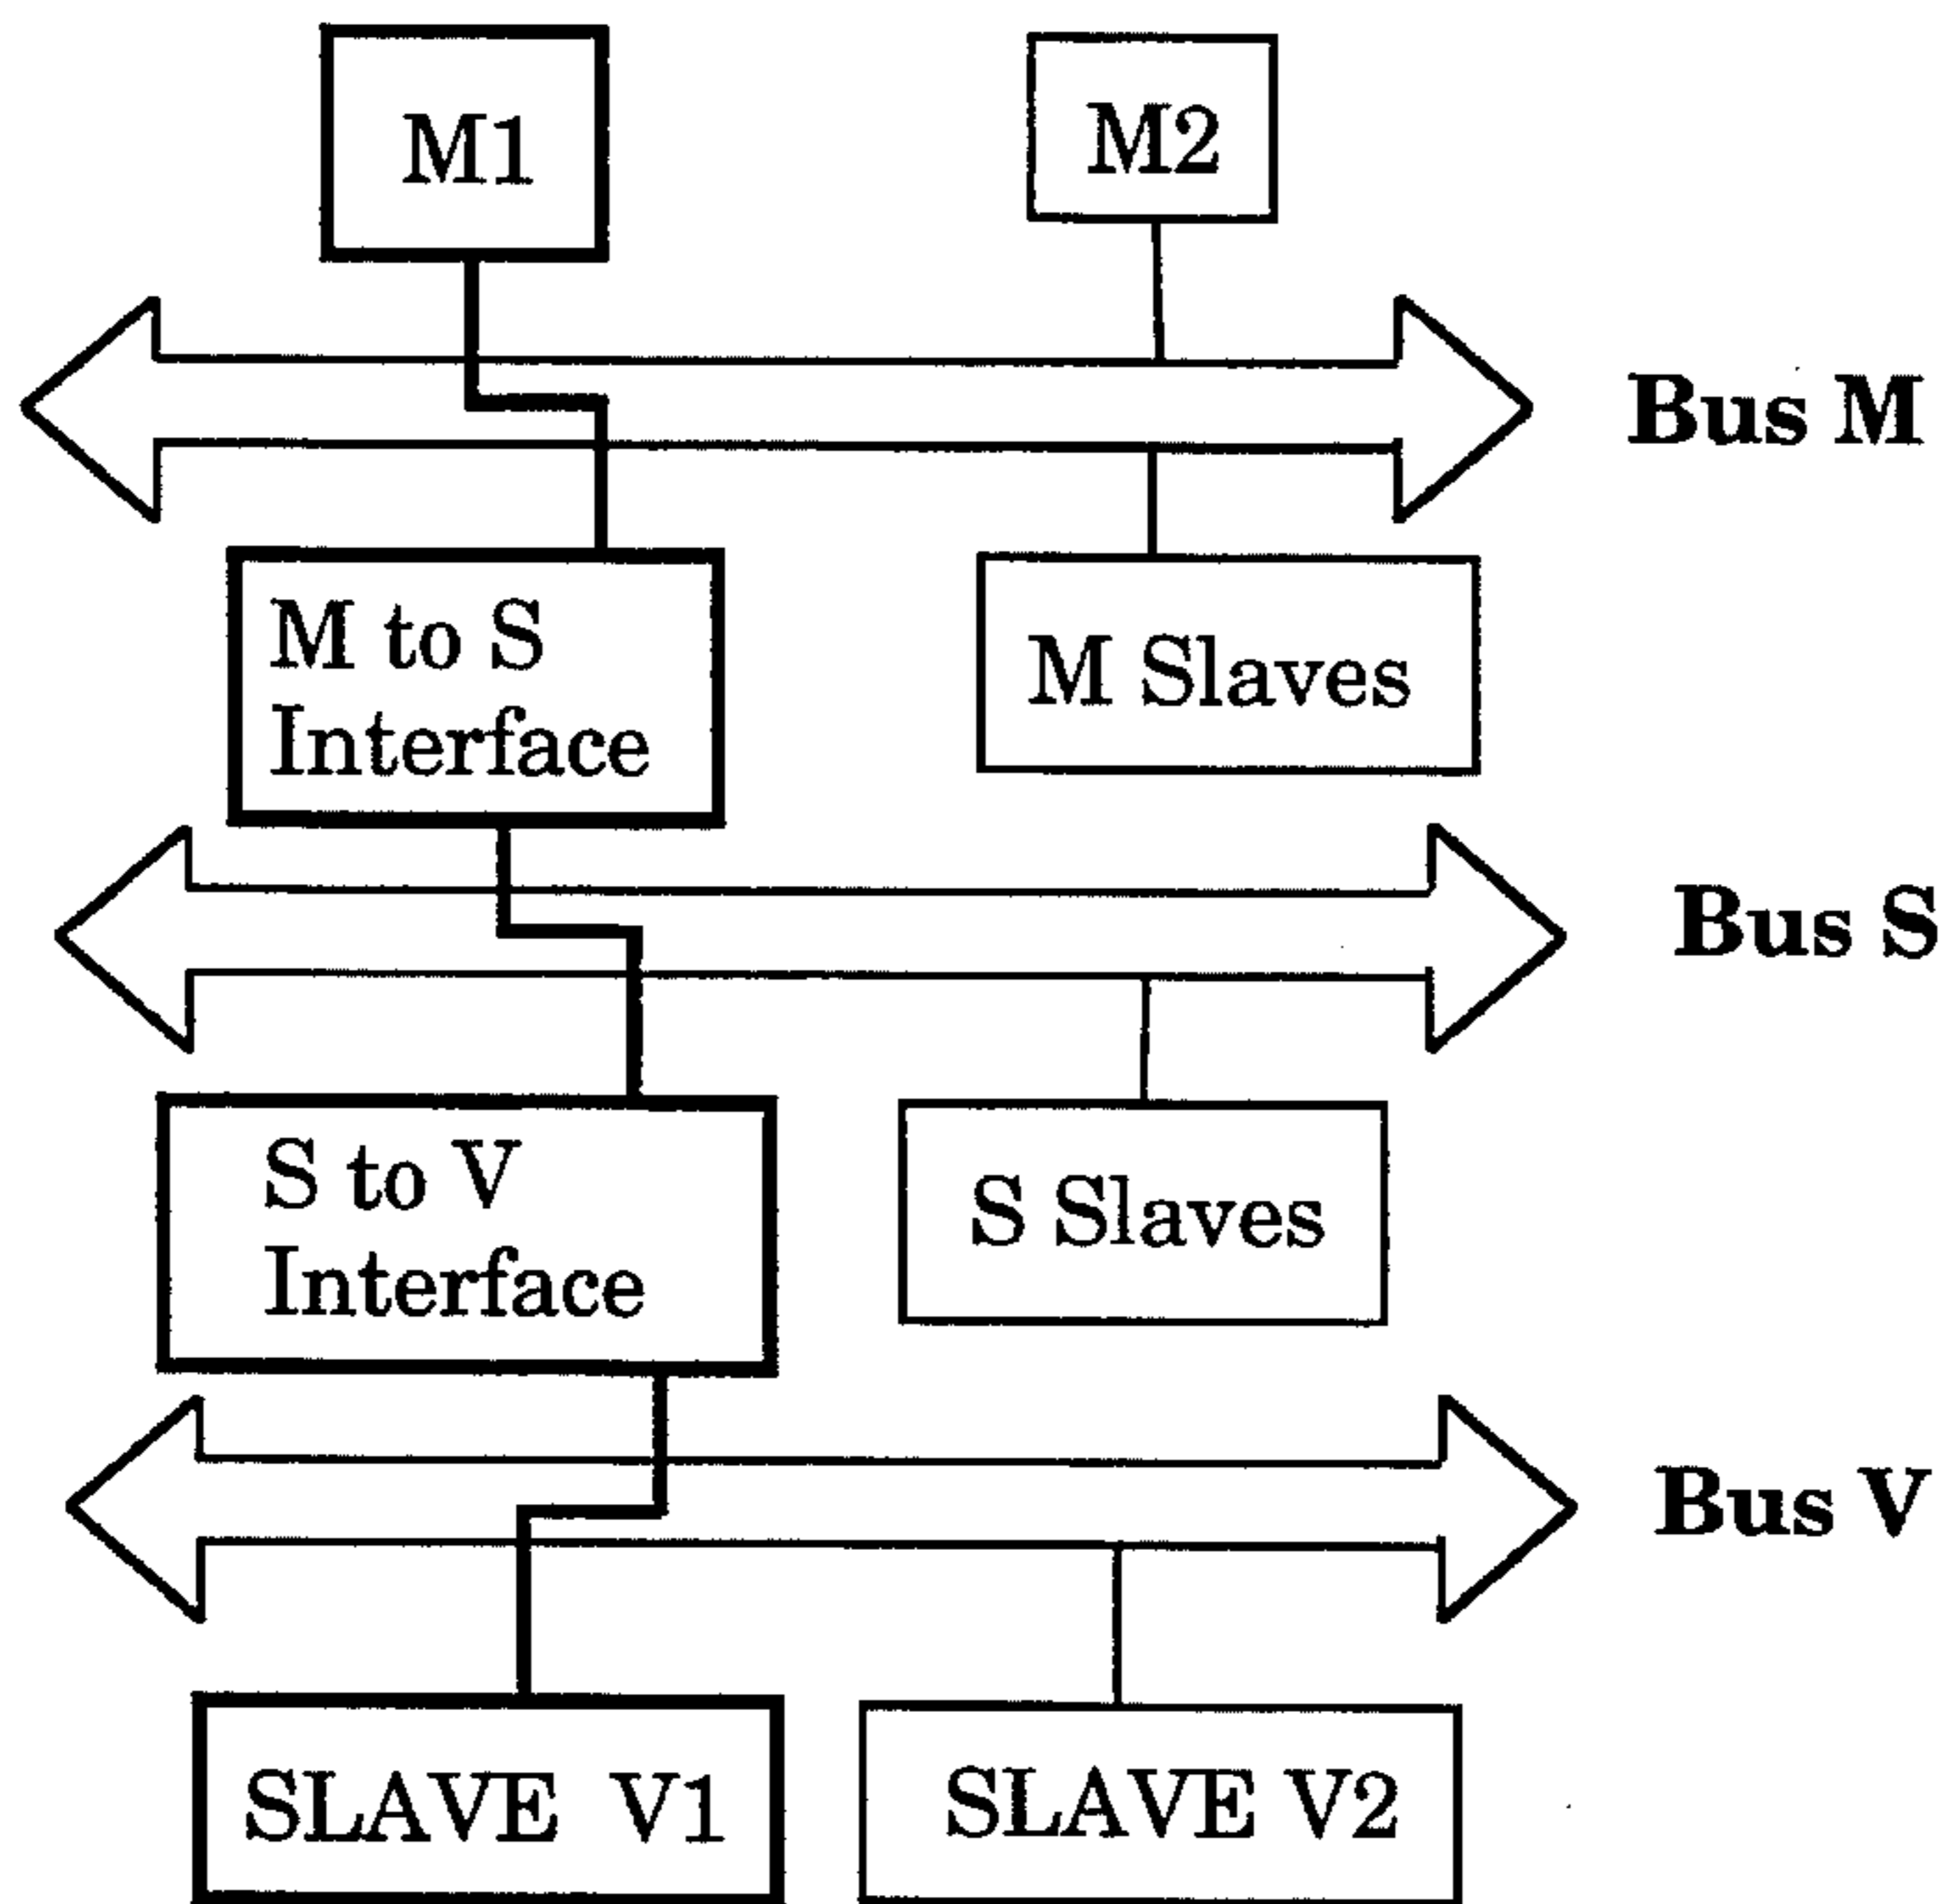 M1
M2
Bus M
M to S
Interface
M Slaves
Bus S
S to V
Interface
S Slaves
Bus V
SLAVE V1
SLAVE V2